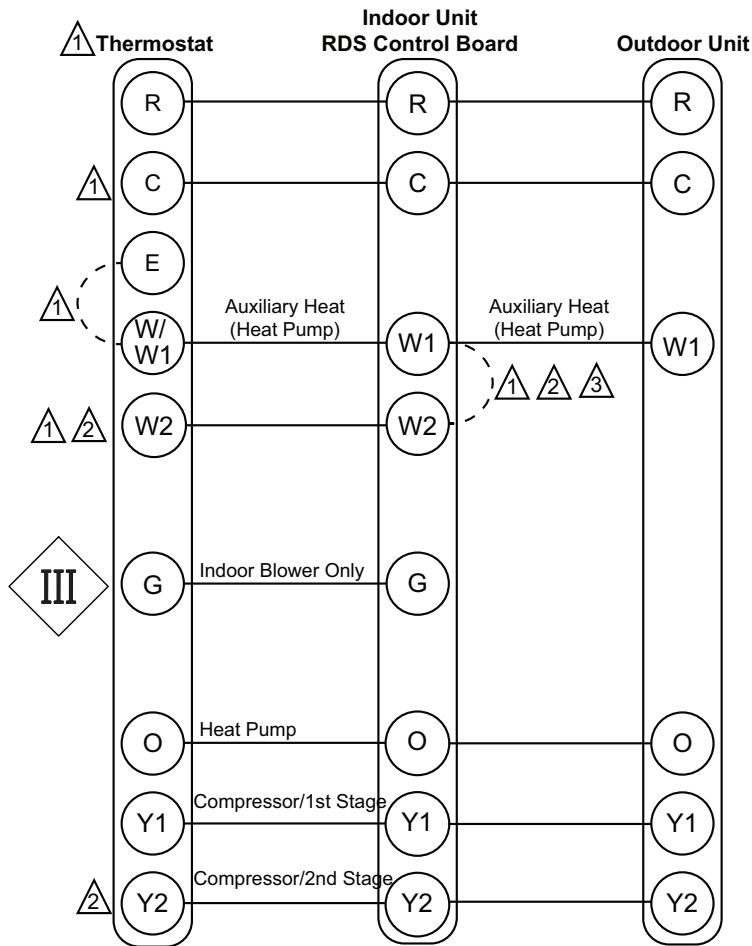 Indoor Unit
1 Thermostat RDS Control Board Outdoor Unit
R R R
1 C C C
E
1
Auxiliary Heat Auxiliary Heat
(Heat Pump) (Heat Pump)
W/
W1 W1 W1
1 2 3
1 2 W2 W2
III G Indoor Blower Only G
O Heat Pump O O
Y1 Compressor/1st Stage Y1 Y1
2 Y2 Compressor/2nd Stage Y2 Y2